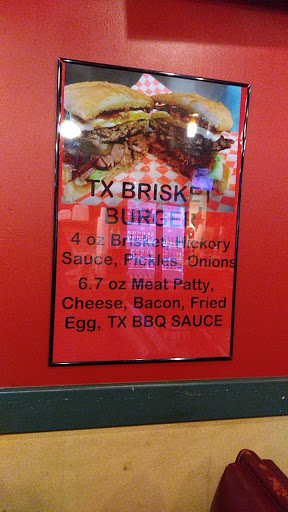 TX BRISKET
BURGER
4 oz Brisket, Hickory
Sauce, Pickles, Onions
6.7 oz Meat Patty,
Cheese, Bacon, Fried
Egg, TX BBQ SAUCE